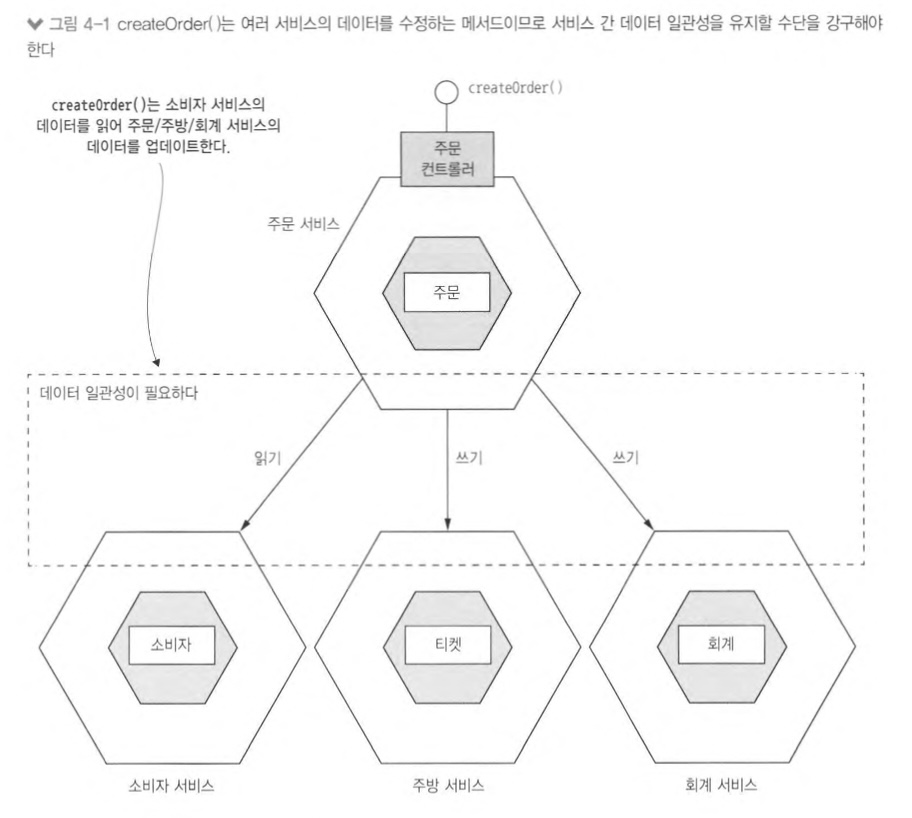 그림 4-1 createOrder()는 여러 서비스의 데이터를 수정하는 메서드이므로 서비스 간 데이터 일관성을 유지할 수단을 강구해야
한다
createOrder()
createOrder()는 소비자 서비스의
데이터를 읽어 주문/주방/회계 서비스의
데이터를 업데이트한다.
주문
컨트롤러
주문 서비스
주문
데이터 일관성이 필요하다
읽기
쓰기
쓰기
소비자
티켓
회계
소비자 서비스
주방 서비스
회계 서비스